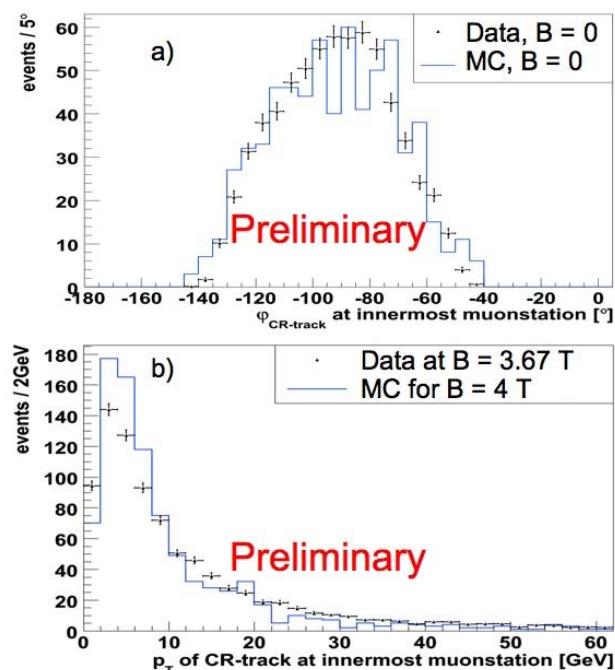 events / 5°
60
50
40
30
20
10
0
a)
Data, B = 0
MC, B = 0
Preliminary
-180 -160 -140 -120 -100 -80 -60 -40 -20 0
φCR-track at innermost muonstation [°]
events / 2GeV
180
160
140
120
100
80
60
40
20
0
b)
Data at B = 3.67 T
MC for B = 4 T
Preliminary
0 10 20 30 40 50 60
pT of CR-track at innermost muonstation [GeV]